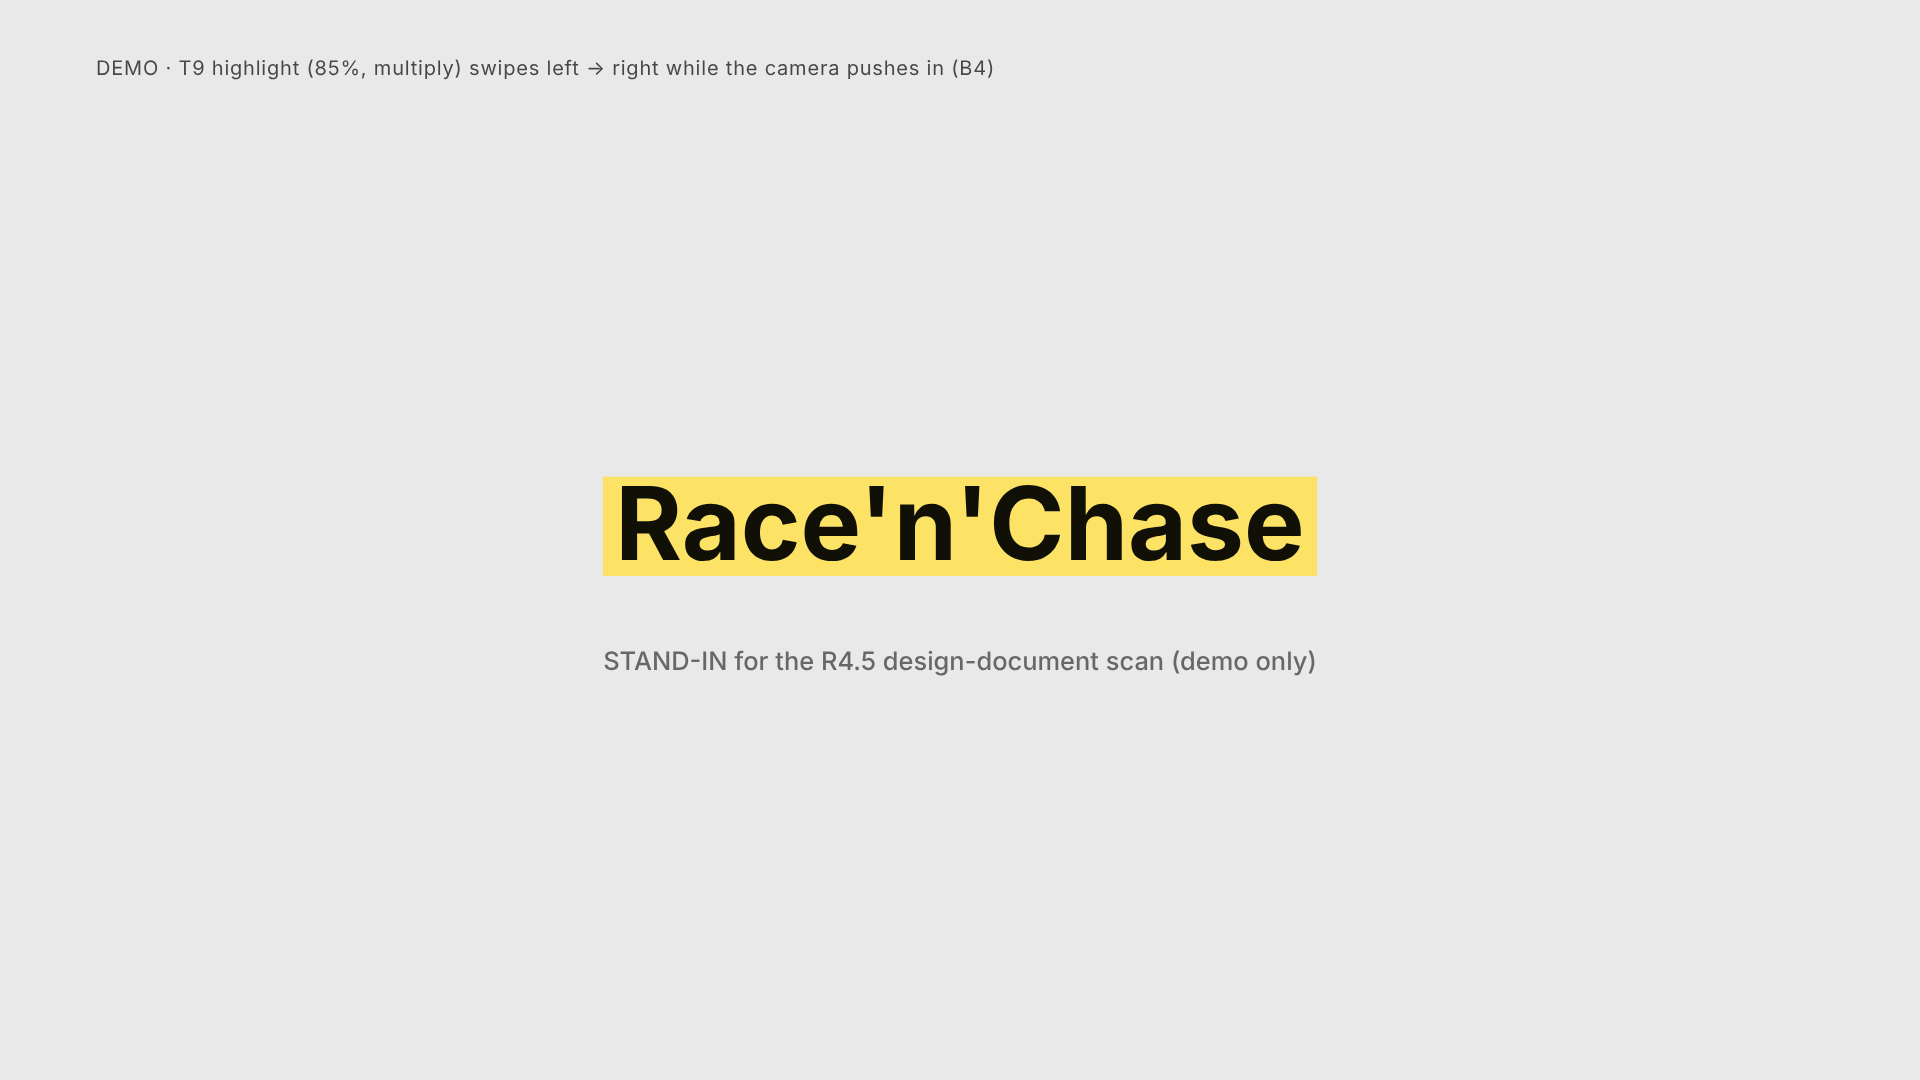 DEMO · T9 highlight (85%, multiply) swipes left → right while the camera pushes in (B4)
Race'n'Chase
STAND-IN for the R4.5 design-document scan (demo only)